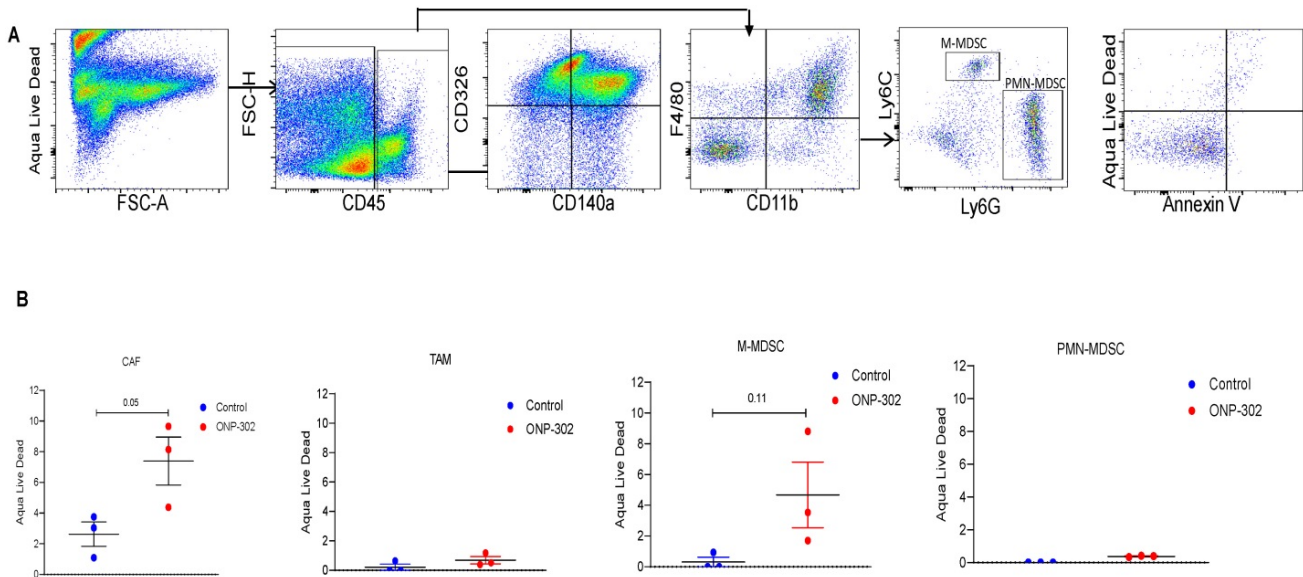 A
Aqua Live Dead
FSC-A
FSC-H
CD45
CD326
CD140a
F4/80
CD11b
Ly6C
M-MDSC
PMN-MDSC
Ly6G
Aqua Live Dead
Annexin V
B
CAF
Aqua Live Dead
12
10
8
6
4
2
0
0.05
Control
ONP-302
TAM
Aqua Live Dead
12
10
8
6
4
2
0
Control
ONP-302
M-MDSC
Aqua Live Dead
12
10
8
6
4
2
0
0.11
Control
ONP-302
PMN-MDSC
Aqua Live Dead
12
10
8
6
4
2
0
Control
ONP-302